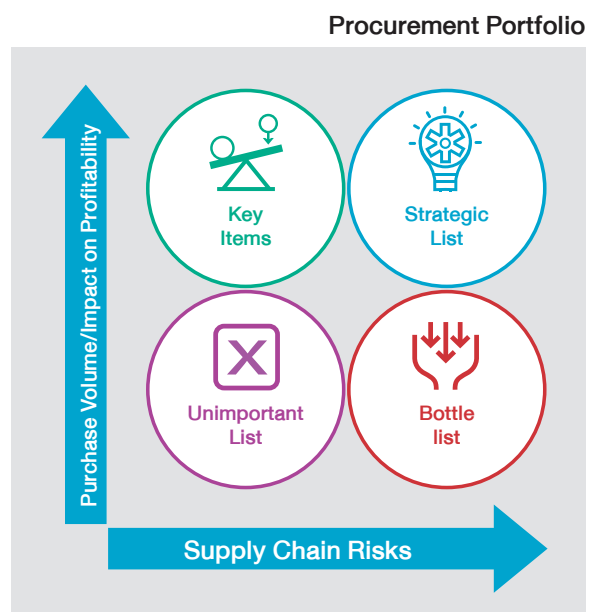 Procurement Portfolio
Purchase Volume/Impact on Profitability
Key
Items
Strategic
List
X
Unimportant
List
Bottle
list
Supply Chain Risks